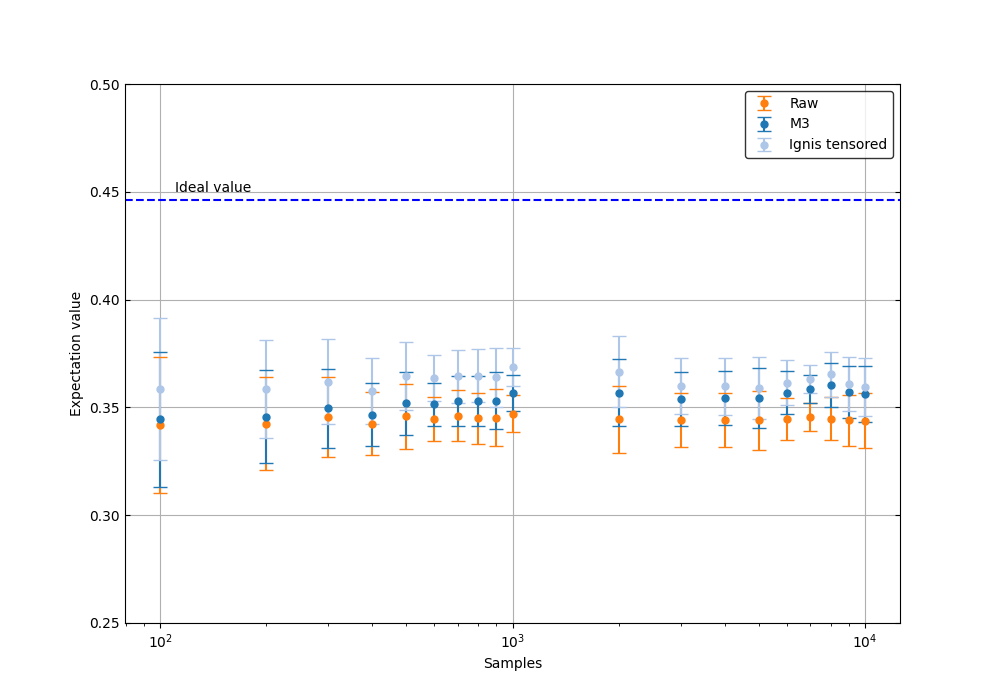 0.50
Raw
M3
Ignis tensored
Ideal value
0.45
0.40
Expectation value
0.35
0.30
0.25
10²
10³
10⁴
Samples